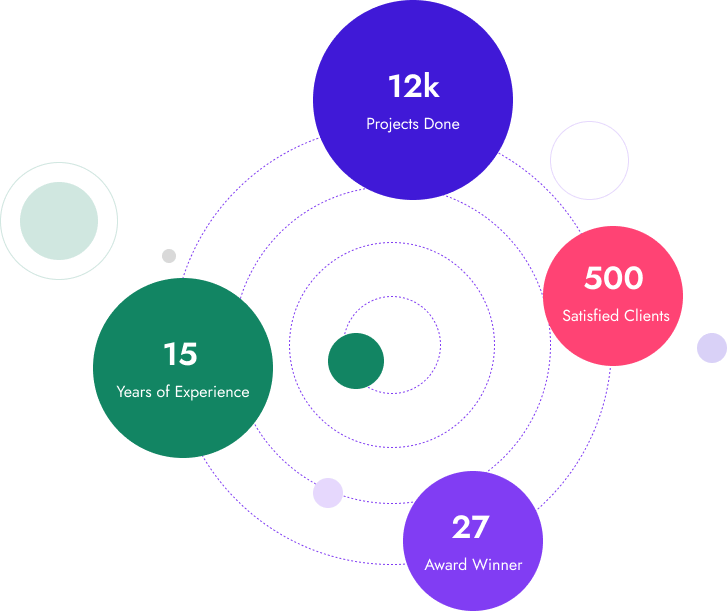 12k
Projects Done
500
Satisfied Clients
15
Years of Experience
27
Award Winner